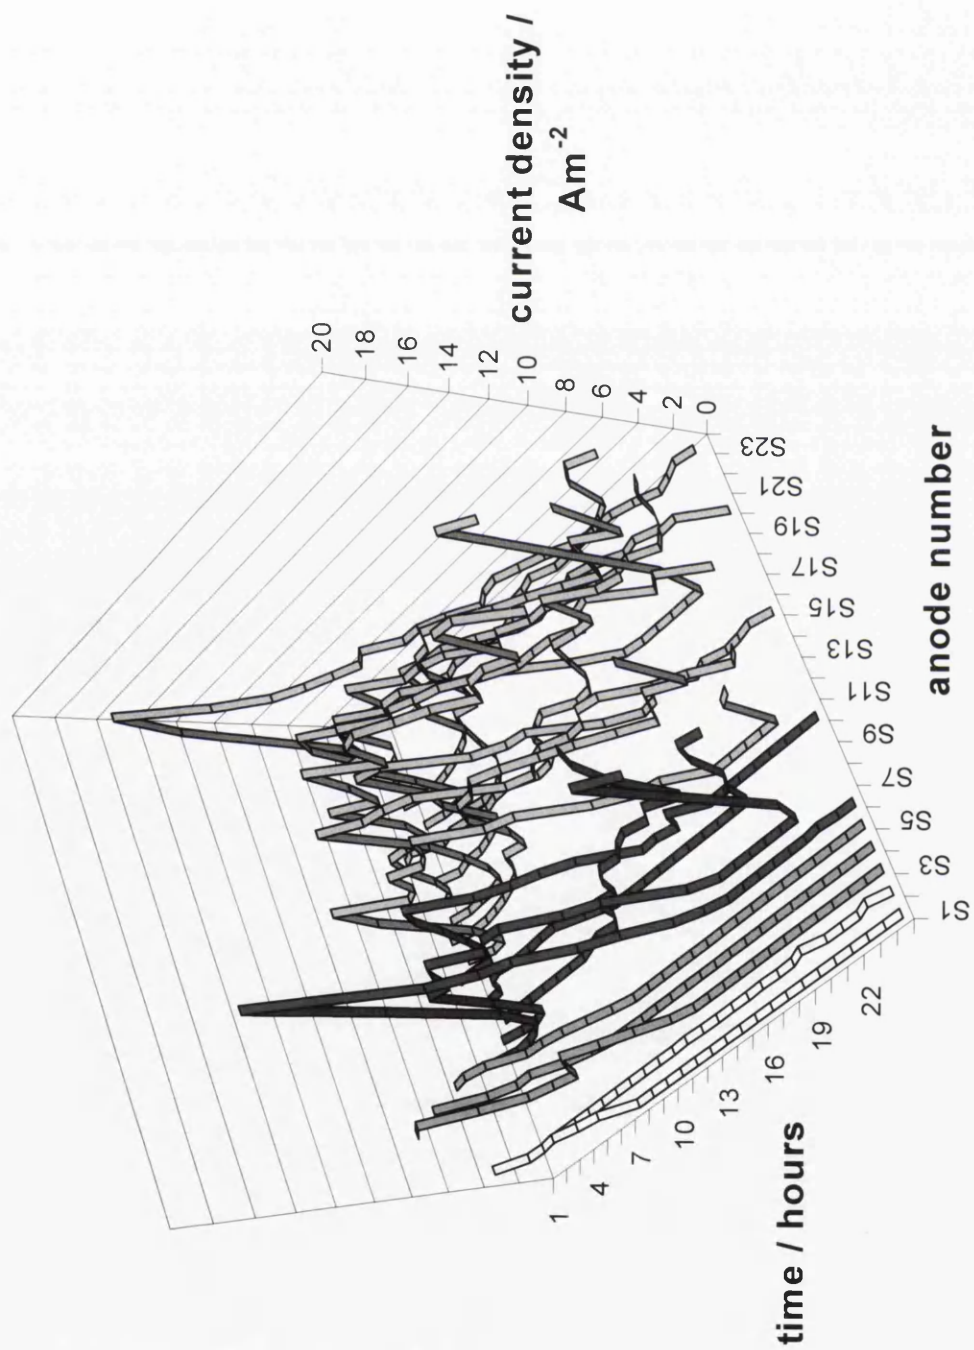 current density /
Am⁻²
20
18
16
14
12
10
8
6
4
2
0
S23
S21
S19
S17
S15
S13
S11
S9
S7
S5
S3
S1
anode number
22
19
16
13
10
7
4
1
time / hours